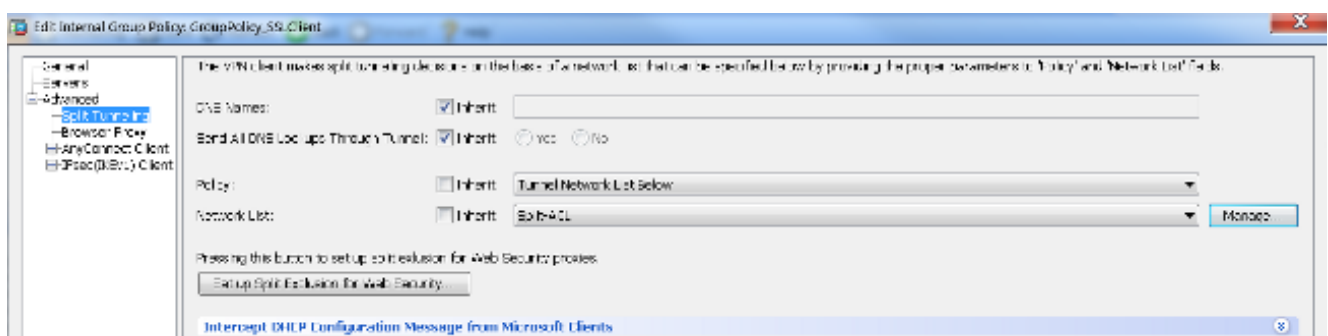 Edit Internal Group Policy: GroupPolicy_SSLClient
General
Servers
Advanced
Split Tunneling
Browser Proxy
AnyConnect Client
IPsec(IKEv1) Client
The VPN client makes split tunneling decisions on the basis of a network list that can be specified below by providing the proper parameters to 'Policy' and 'Network List' fields.
DNS Names: Inherit
Send All DNS Lookups Through Tunnel: Inherit Yes No
Policy: Inherit Tunnel Network List Below
Network List: Inherit Split-ACL Manage...
Pressing this button to set up split exlusion for Web Security proxies.
Set up Split Exclusion for Web Security...
Intercept DHCP Configuration Message from Microsoft Clients